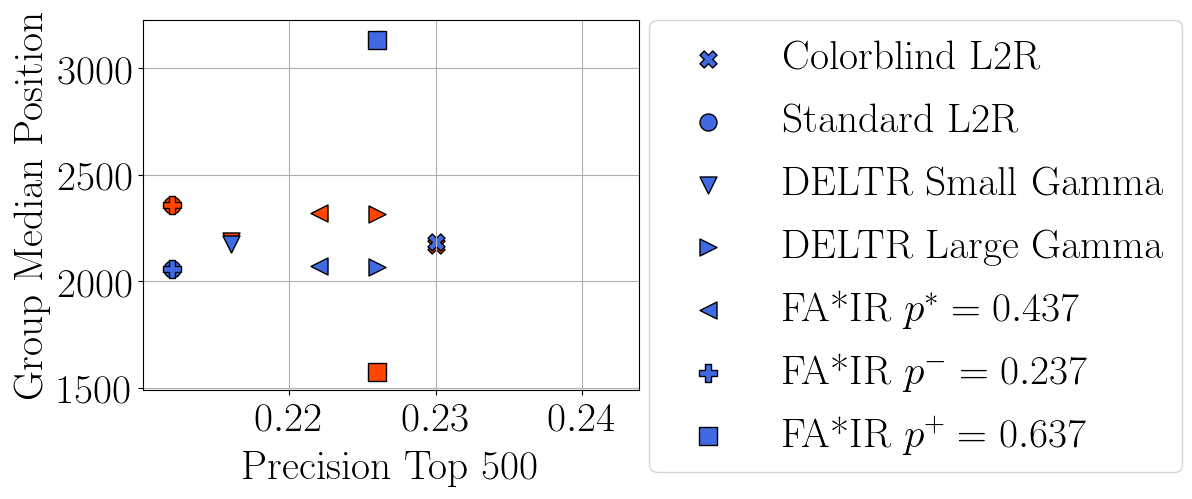 Group Median Position
3000
2500
2000
1500
0.22 0.23 0.24
Precision Top 500
Colorblind L2R
Standard L2R
DELTR Small Gamma
DELTR Large Gamma
FA*IR p* = 0.437
FA*IR p⁻ = 0.237
FA*IR p⁺ = 0.637